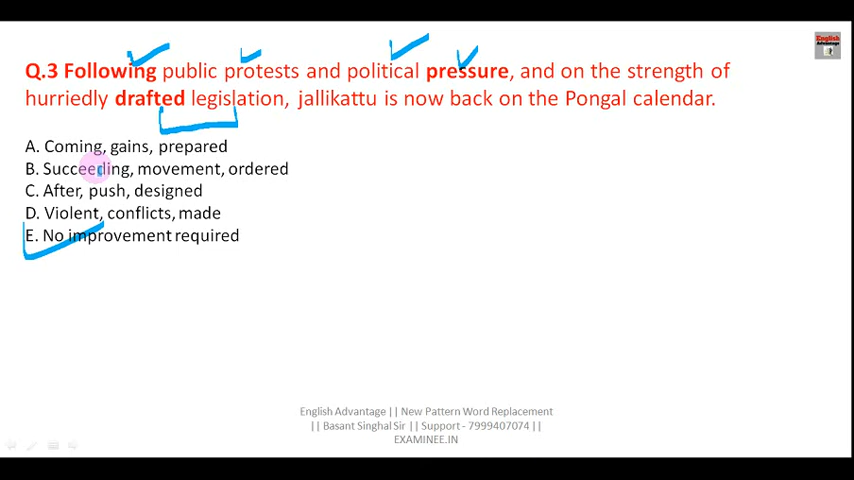 English
Advantage
Q.3 Following public protests and political pressure, and on the strength of
hurriedly drafted legislation, jallikattu is now back on the Pongal calendar.
A. Coming, gains, prepared
B. Succeeding, movement, ordered
C. After, push, designed
D. Violent, conflicts, made
E. No improvement required
English Advantage || New Pattern Word Replacement
|| Basant Singhal Sir || Support - 7999407074 ||
EXAMINEE.IN